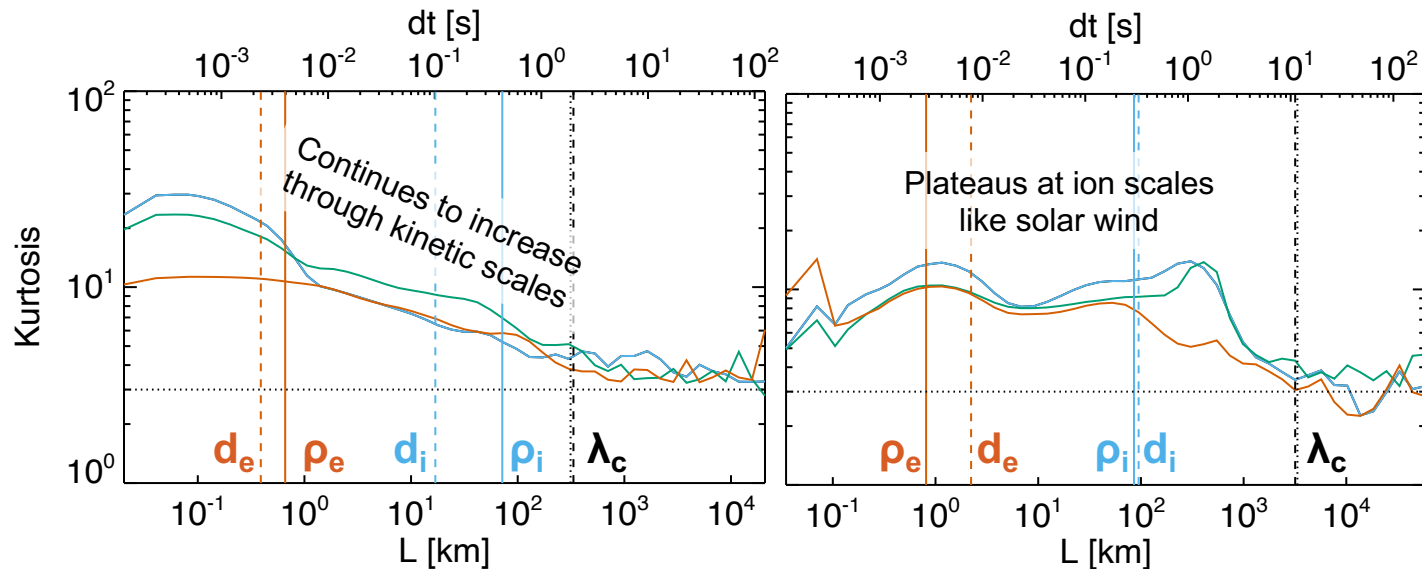 dt [s]
10^-3 10^-2 10^-1 10^0 10^1 10^2
Kurtosis
10^2
10^1
10^0
Continues to increase
through kinetic scales
d_e ρ_e d_i ρ_i λ_c
10^-1 10^0 10^1 10^2 10^3 10^4
L [km]
dt [s]
10^-3 10^-2 10^-1 10^0 10^1 10^2
Plateaus at ion scales
like solar wind
ρ_e d_e ρ_i d_i λ_c
10^-1 10^0 10^1 10^2 10^3 10^4
L [km]